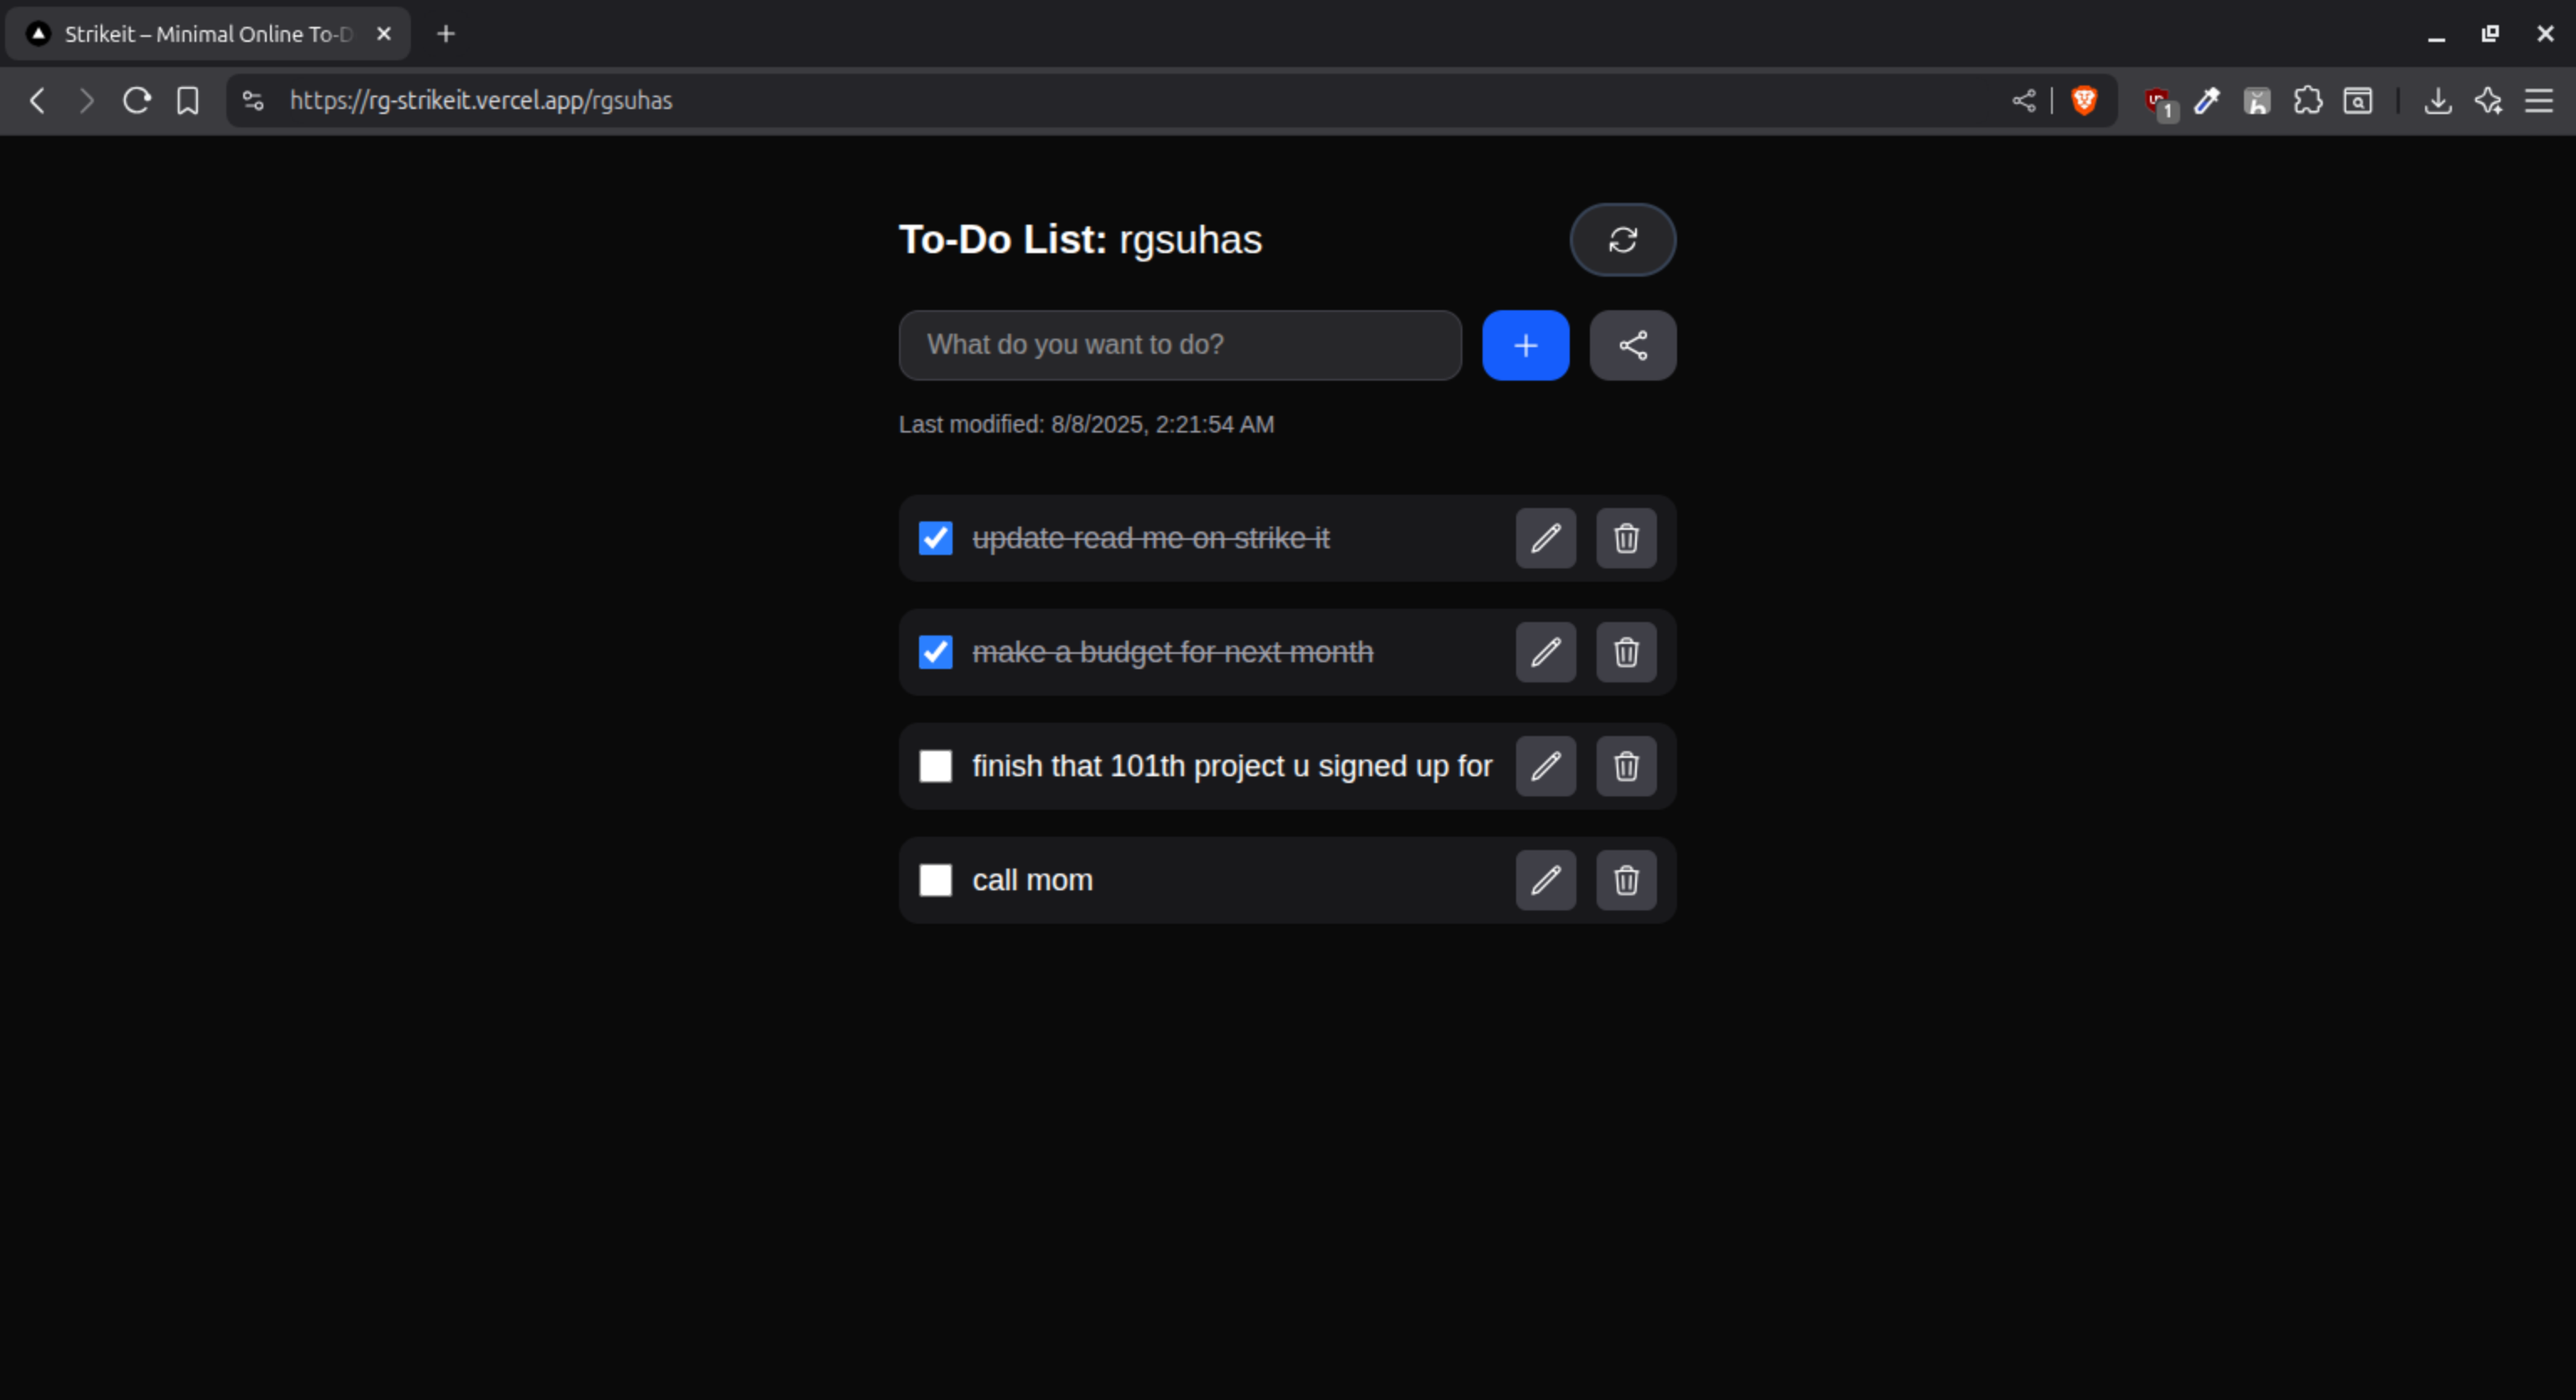 Strikeit – Minimal Online To-D
https://rg-strikeit.vercel.app/rgsuhas
1
To-Do List: rgsuhas
What do you want to do?
Last modified: 8/8/2025, 2:21:54 AM
update read me on strike it
make a budget for next month
finish that 101th project u signed up for
call mom